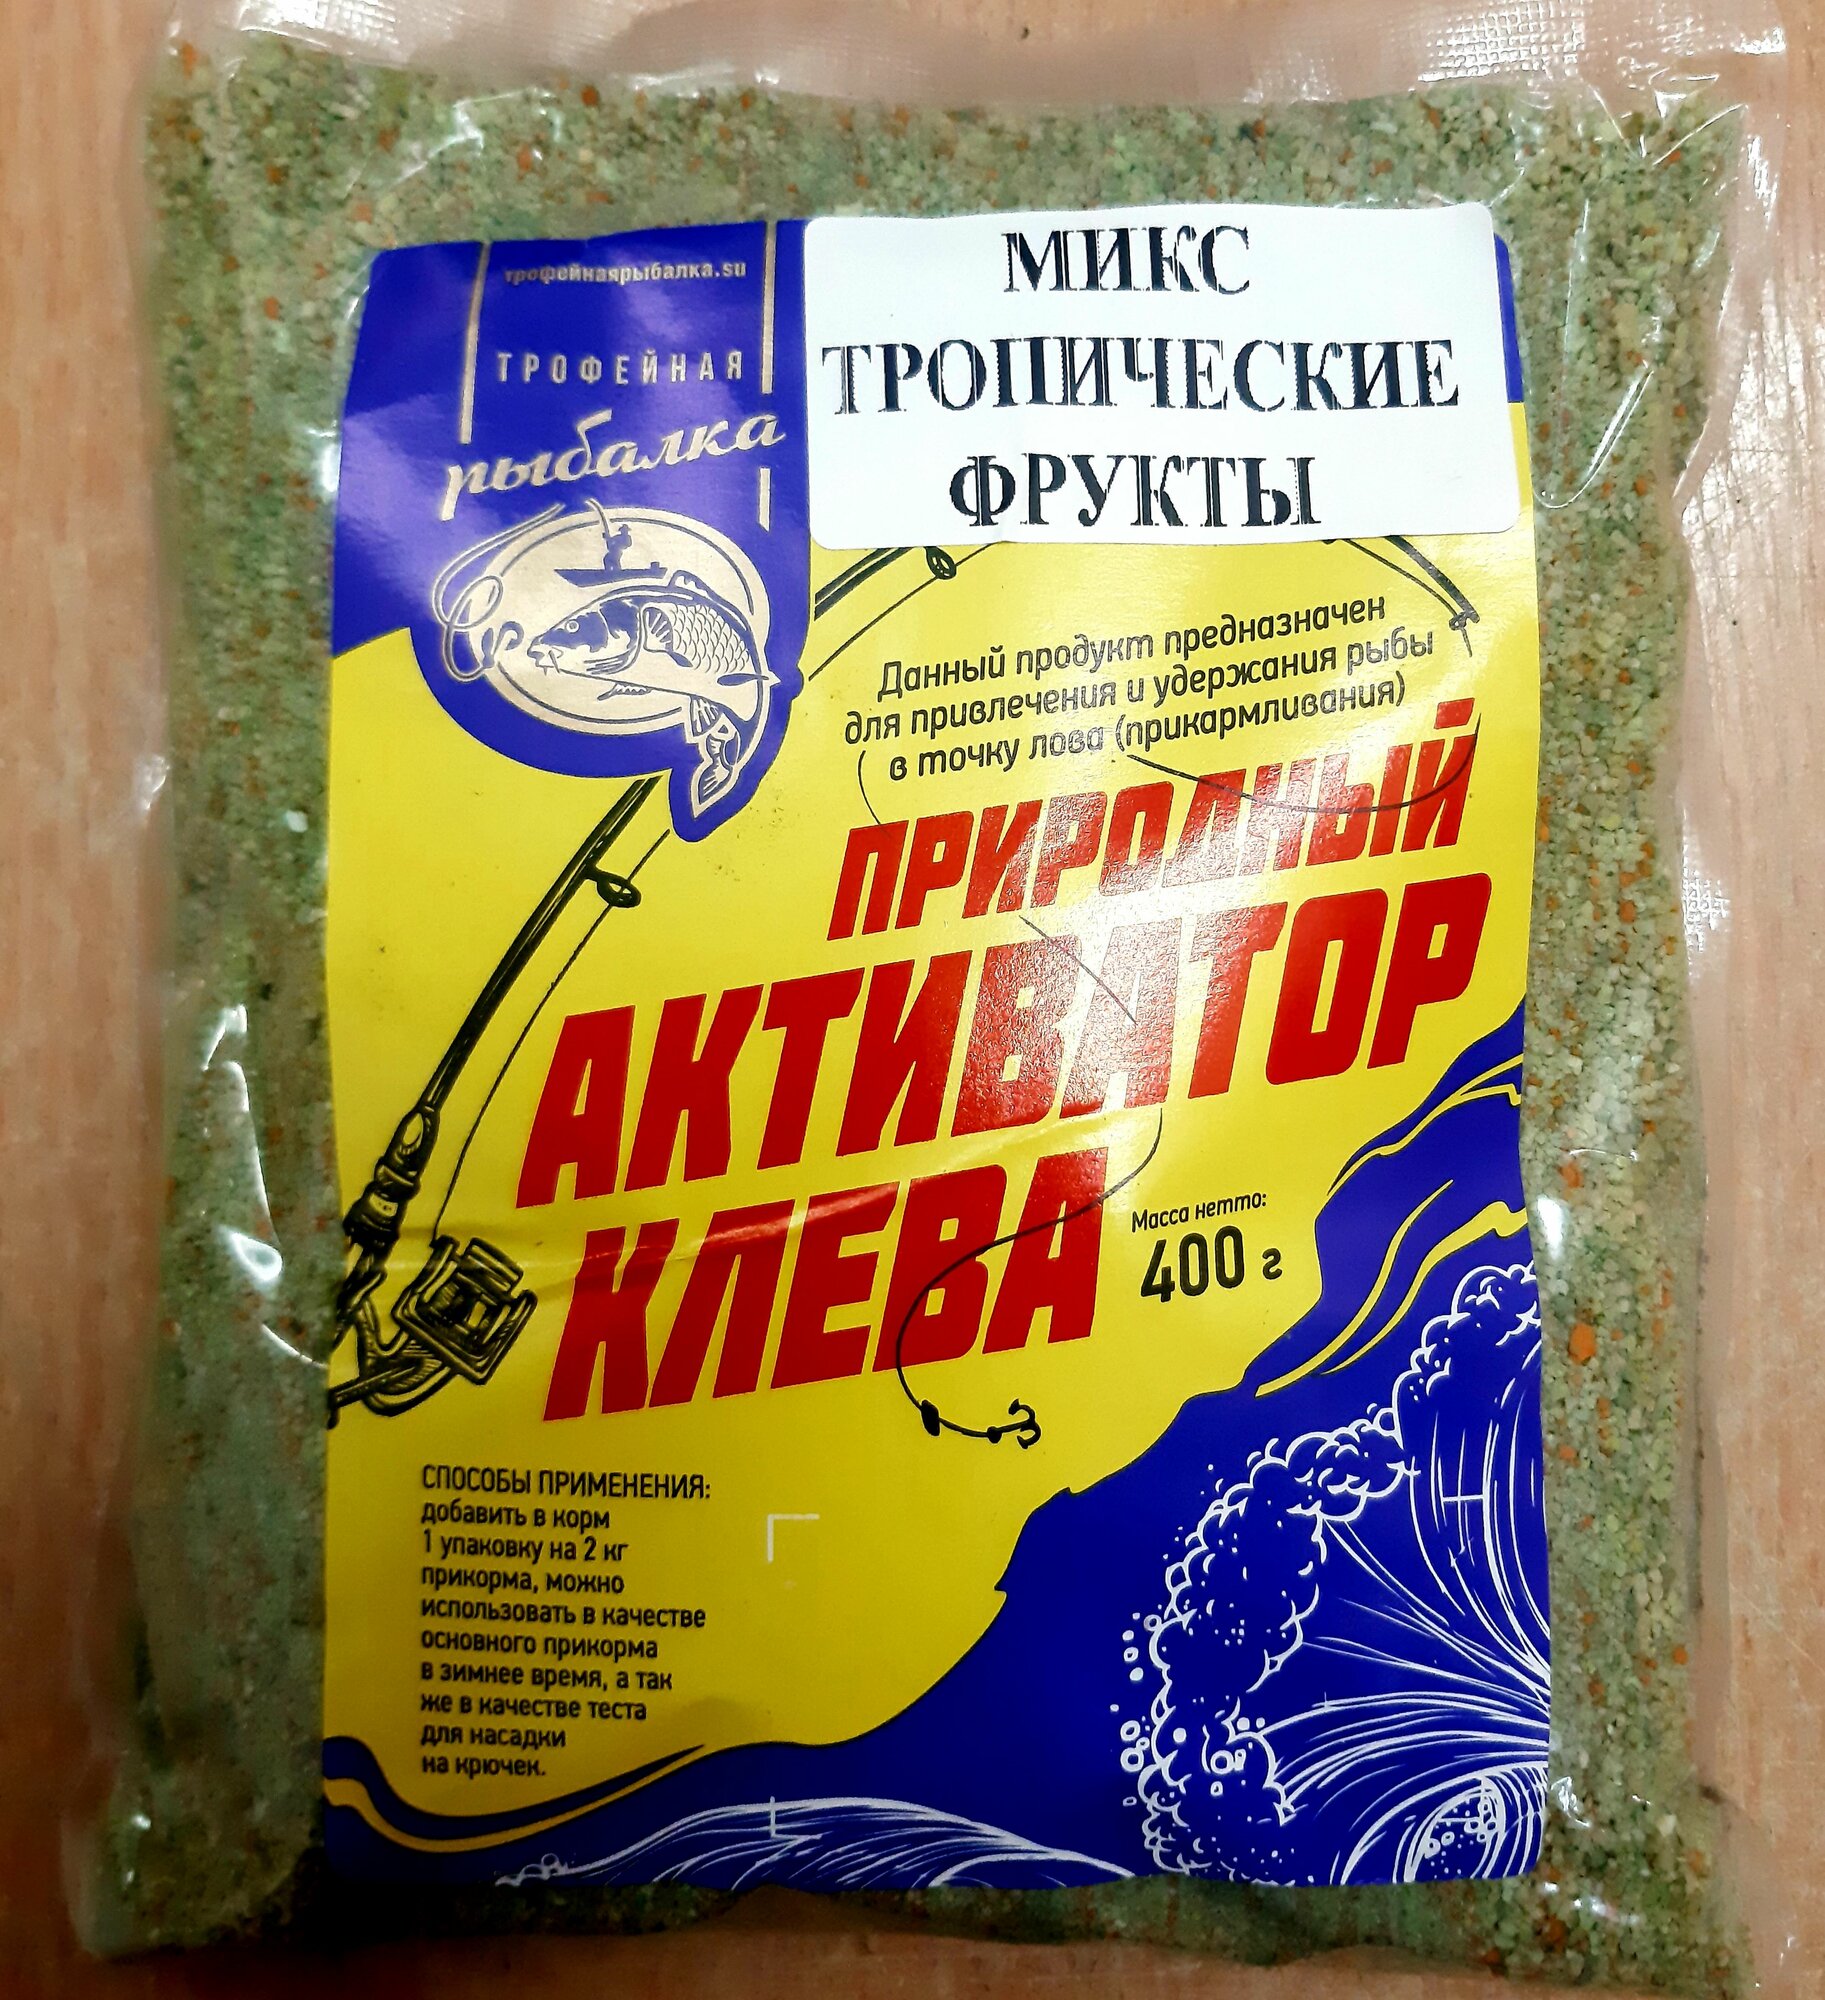 трофейнаярыбалка.su
ТРОФЕЙНАЯ
рыбалка
МИКС
ТРОПИЧЕСКИЕ
ФРУКТЫ
Данный продукт предназначен
для привлечения и удержания рыбы
в точку лова (прикармливания)
ПРИРОДНЫЙ
АКТИВАТОР
КЛЕВА
Масса нетто:
400 г
СПОСОБЫ ПРИМЕНЕНИЯ:
добавить в корм
1 упаковку на 2 кг
прикорма, можно
использовать в качестве
основного прикорма
в зимнее время, а так
же в качестве теста
для насадки
на крючек.